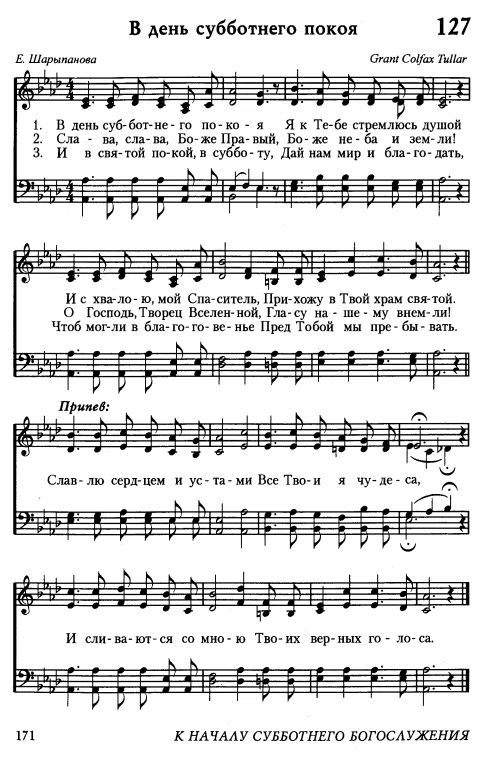 В день субботнего покоя 127
Е. Шарыпанова Grant Colfax Tullar
1. В день суб-бот-не-го по-ко-я Я к Те-бе стремлюсь душой
2. Сла-ва, сла-ва, Бо-же Правый, Бо-же не-ба и зем-ли!
3. И в свя-той по-кой, в суббо-ту, Дай нам мир и бла-го-дать,
И с хва-ло-ю, мой Спа-ситель, При-хожу в Твой храм свя-той.
О Господь, Творец Вселен-ной, Гла-су на-ше-му внем-ли!
Чтоб мог-ли в бла-го-го-ве-нье Пред Тобой мы пре-бы-вать.
Припев:
Слав-лю серд-цем и ус-та-ми Все Тво-и я чу-де-са,
И сли-ва-ют-ся со мно-ю Тво-их вер-ных го-ло-са.
171 К НАЧАЛУ СУББОТНЕГО БОГОСЛУЖЕНИЯ